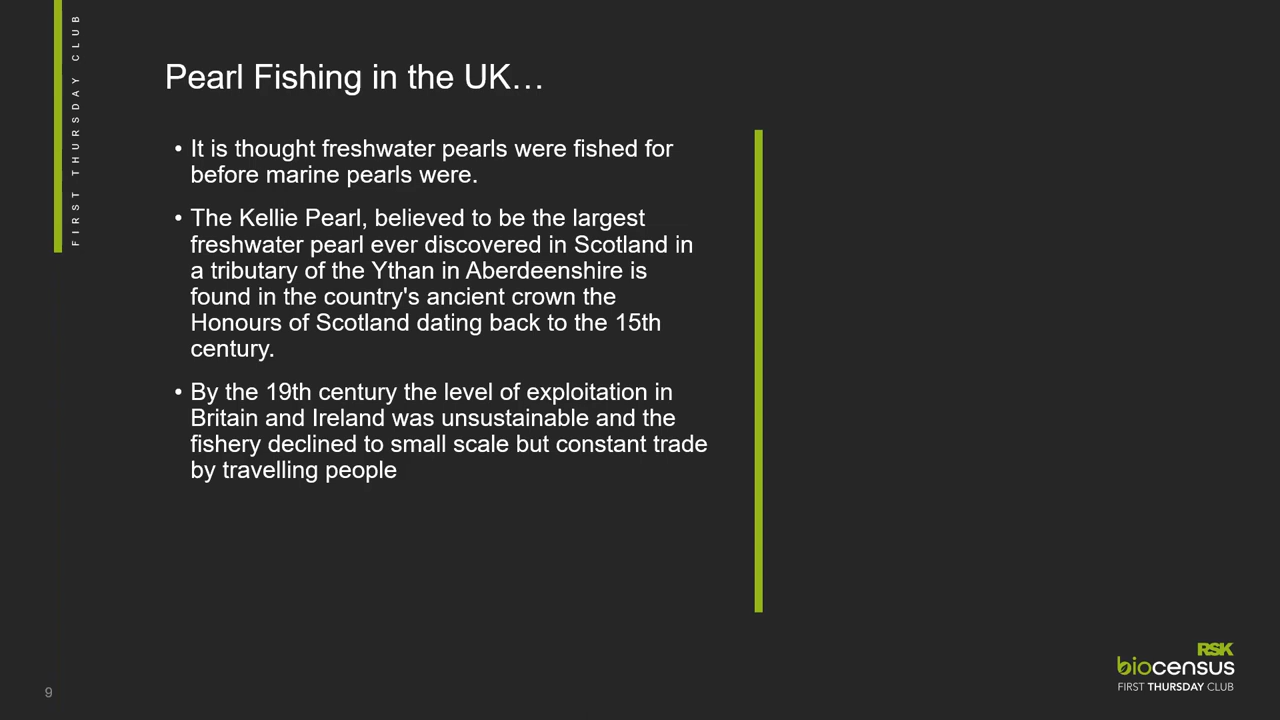 FIRST THURSDAY CLUB
Pearl Fishing in the UK…
• It is thought freshwater pearls were fished for
before marine pearls were.
• The Kellie Pearl, believed to be the largest
freshwater pearl ever discovered in Scotland in
a tributary of the Ythan in Aberdeenshire is
found in the country's ancient crown the
Honours of Scotland dating back to the 15th
century.
• By the 19th century the level of exploitation in
Britain and Ireland was unsustainable and the
fishery declined to small scale but constant trade
by travelling people
RSK
biocensus
FIRST THURSDAY CLUB
9